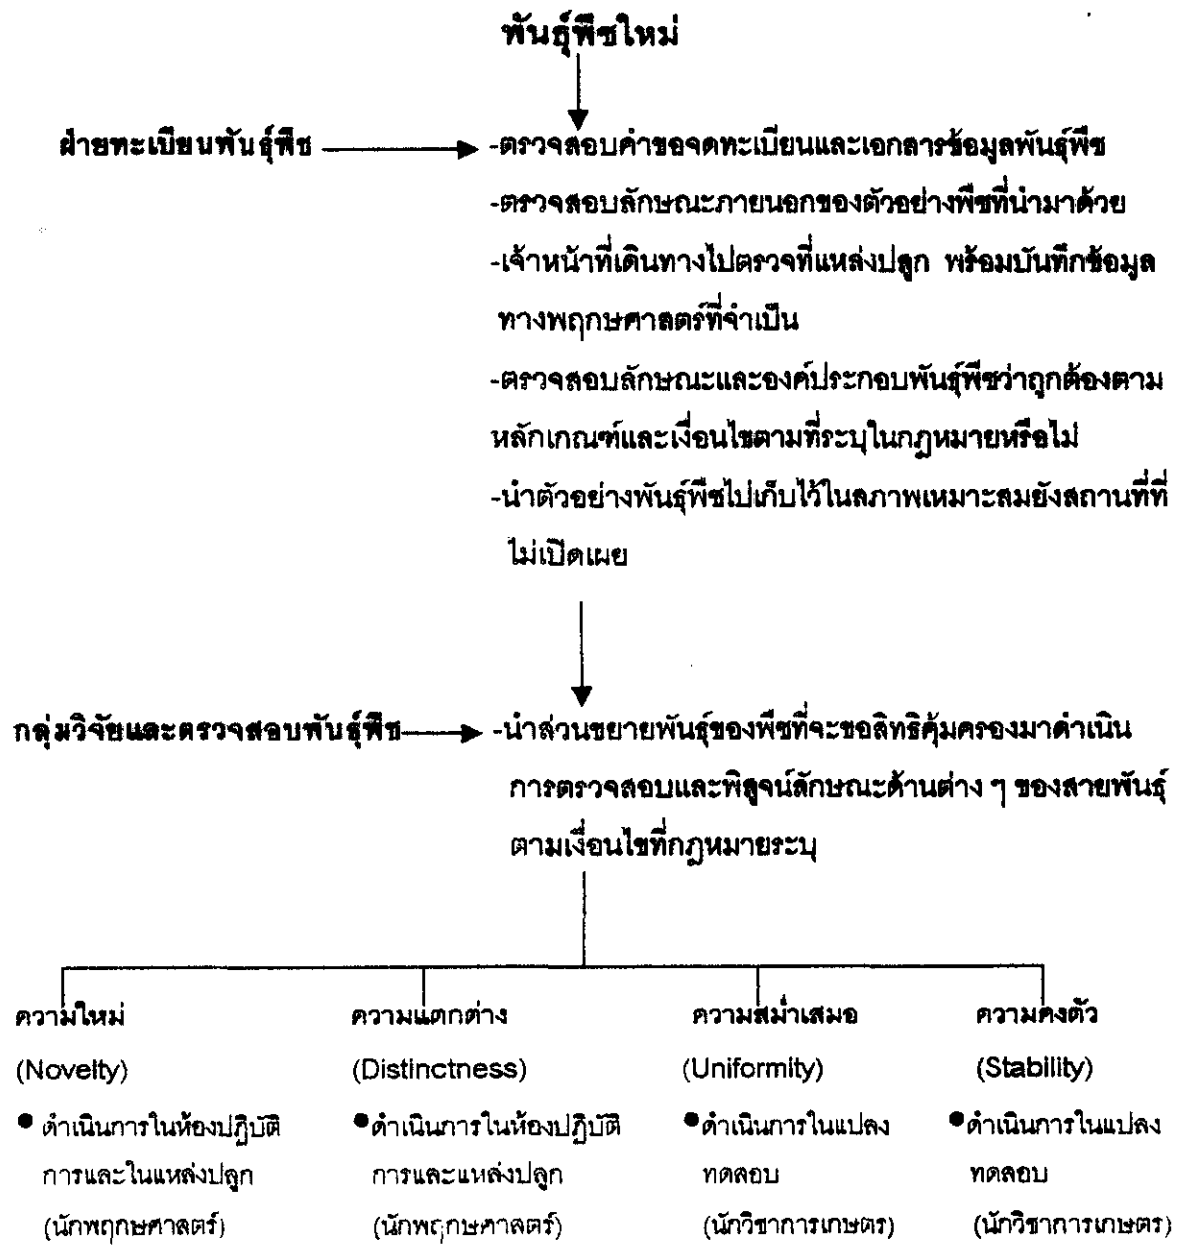 พันธุ์พืชใหม่
ฝ่ายทะเบียนพันธุ์พืช
-ตรวจสอบคำขอจดทะเบียนและเอกสารข้อมูลพันธุ์พืช
-ตรวจสอบลักษณะภายนอกของตัวอย่างพืชที่นำมาด้วย
-เจ้าหน้าที่เดินทางไปตรวจที่แหล่งปลูก พร้อมบันทึกข้อมูล
ทางพฤกษศาสตร์ที่จำเป็น
-ตรวจสอบลักษณะและองค์ประกอบพันธุ์พืชว่าถูกต้องตาม
หลักเกณฑ์และเงื่อนไขตามที่ระบุในกฎหมายหรือไม่
-นำตัวอย่างพันธุ์พืชไปเก็บไว้ในสภาพเหมาะสมยังสถานที่ที่
ไม่เปิดเผย
กลุ่มวิจัยและตรวจสอบพันธุ์พืช
-นำส่วนขยายพันธุ์ของพืชที่จะขอสิทธิคุ้มครองมาดำเนิน
การตรวจสอบและพิสูจน์ลักษณะด้านต่าง ๆ ของสายพันธุ์
ตามเงื่อนไขที่กฎหมายระบุ
ความใหม่
(Novelty)
● ดำเนินการในห้องปฏิบัติ
การและในแหล่งปลูก
(นักพฤกษศาสตร์)
ความแตกต่าง
(Distinctness)
●ดำเนินการในห้องปฏิบัติ
การและแหล่งปลูก
(นักพฤกษศาสตร์)
ความสม่ำเสมอ
(Uniformity)
●ดำเนินการในแปลง
ทดสอบ
(นักวิชาการเกษตร)
ความคงตัว
(Stability)
●ดำเนินการในแปลง
ทดสอบ
(นักวิชาการเกษตร)